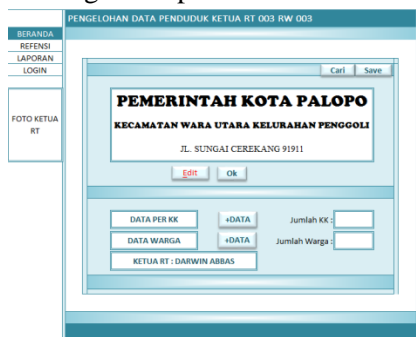 PENGELOHAN DATA PENDUDUK KETUA RT 003 RW 003
BERANDA
REFENSI
LAPORAN
LOGIN
FOTO KETUA
RT
Cari Save
PEMERINTAH KOTA PALOPO
KECAMATAN WARA UTARA KELURAHAN PENGGOLI
JL. SUNGAI CEREKANG 91911
Edit Ok
DATA PER KK +DATA Jumlah KK :
DATA WARGA +DATA Jumlah Warga :
KETUA RT : DARWIN ABBAS